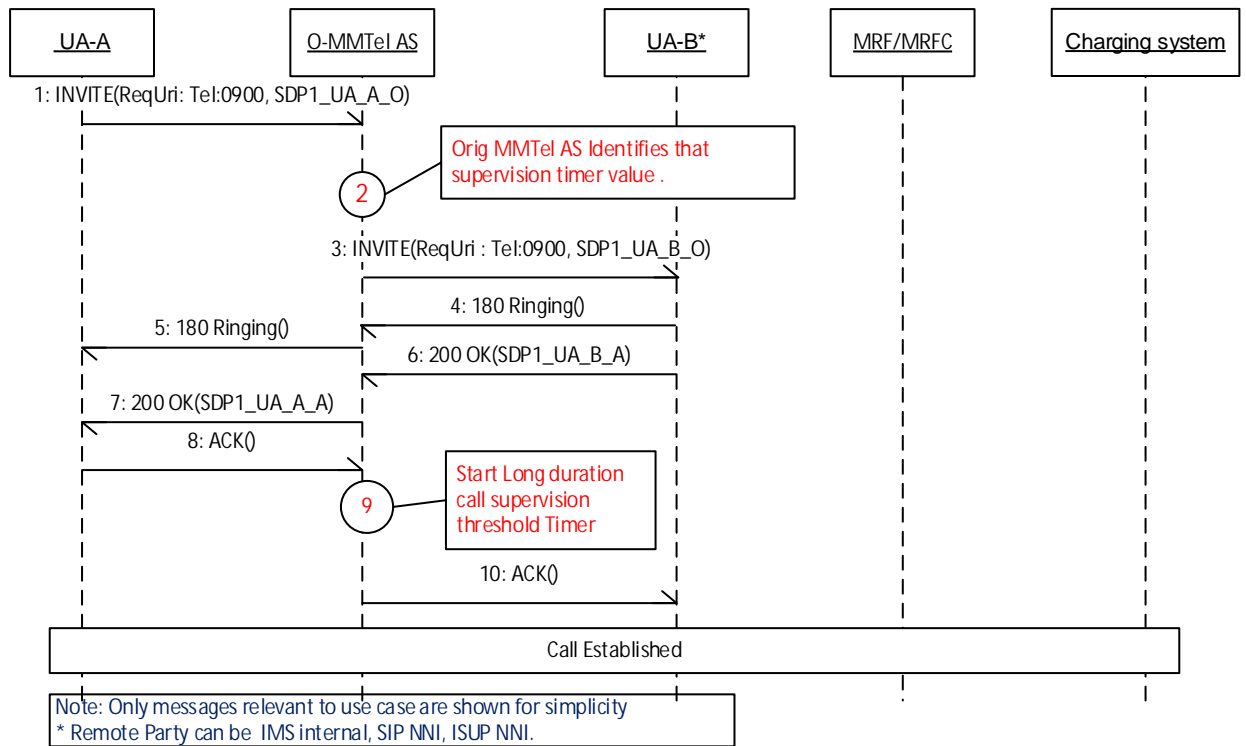 UA-A
O-MMTel AS
UA-B*
MRF/MRFC
Charging system
1: INVITE(ReqUri: Tel:0900, SDP1_UA_A_O)
Orig MMTel AS Identifies that
supervision timer value .
2
3: INVITE(ReqUri : Tel:0900, SDP1_UA_B_O)
4: 180 Ringing()
5: 180 Ringing()
6: 200 OK(SDP1_UA_B_A)
7: 200 OK(SDP1_UA_A_A)
8: ACK()
Start Long duration
call supervision
threshold Timer
9
10: ACK()
Call Established
Note: Only messages relevant to use case are shown for simplicity
* Remote Party can be IMS internal, SIP NNI, ISUP NNI.